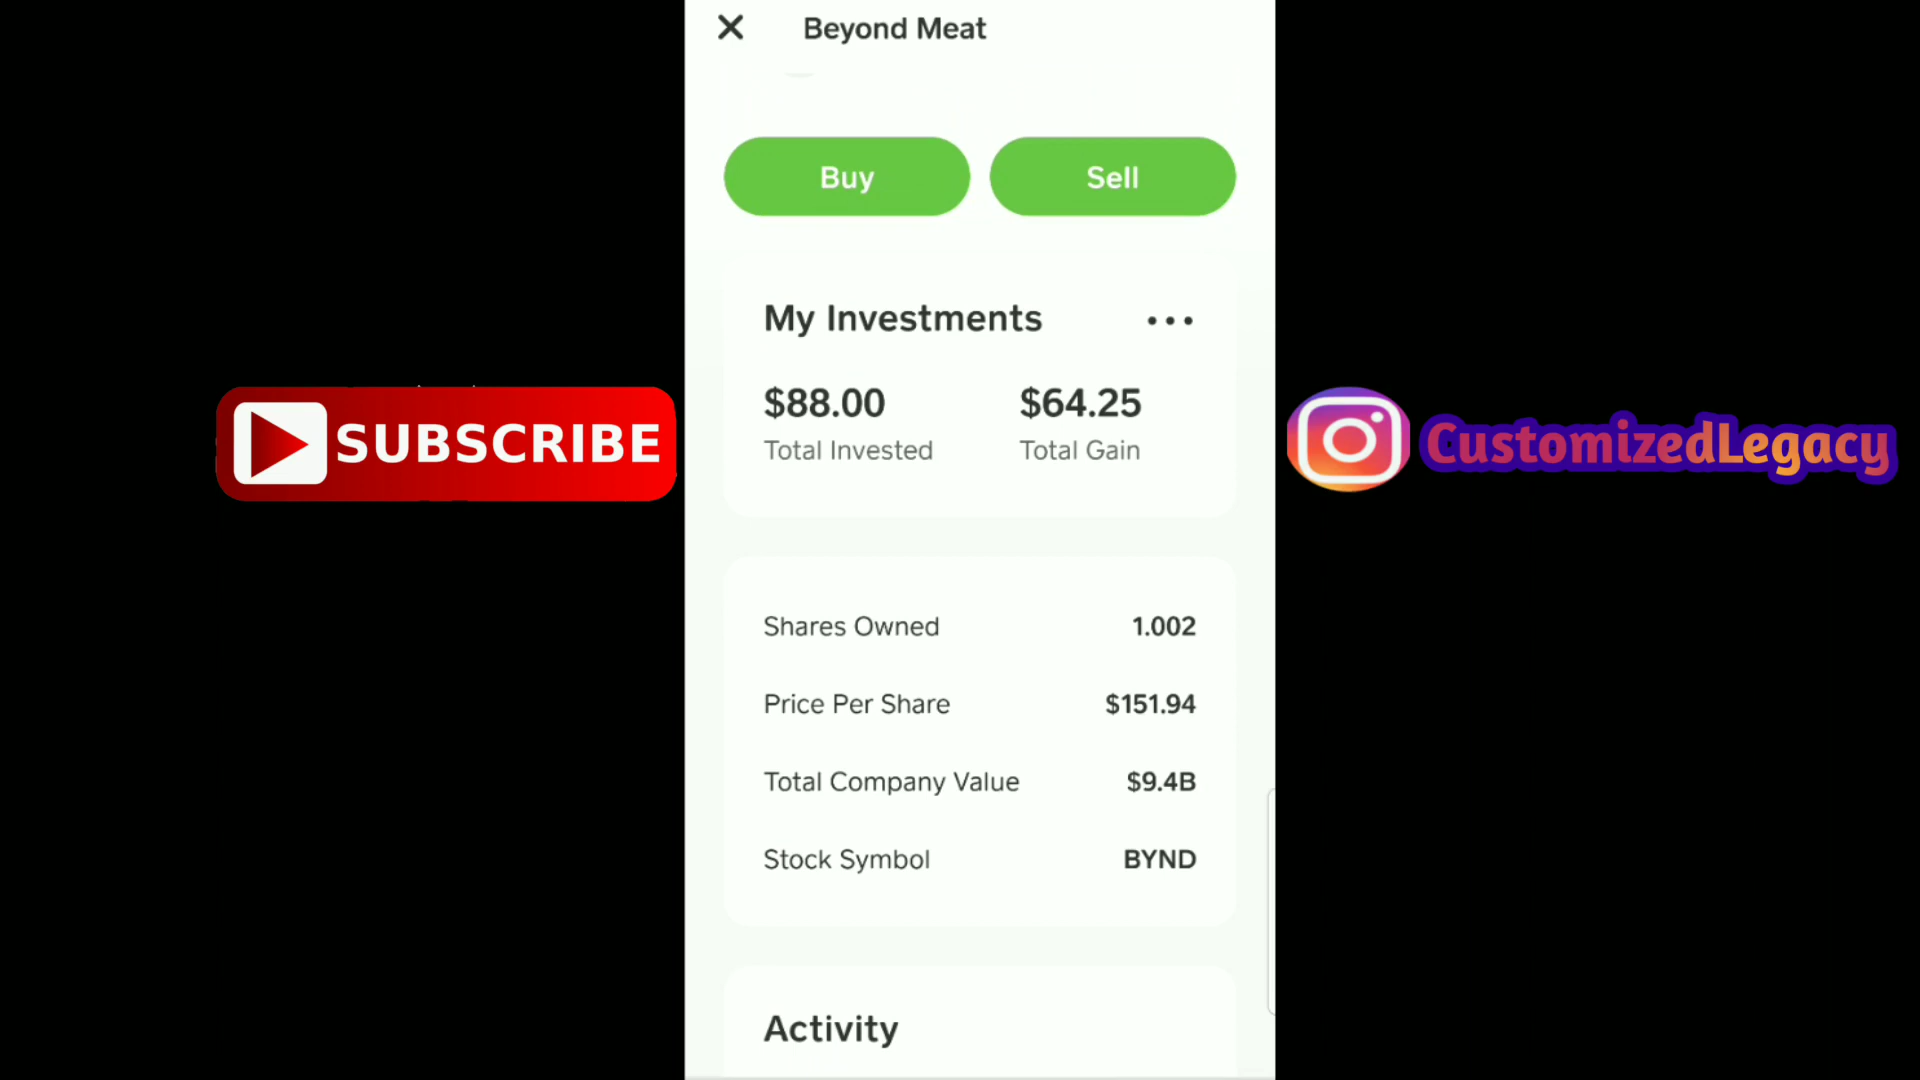 Beyond Meat
Buy
Sell
My Investments
$88.00
Total Invested
$64.25
Total Gain
SUBSCRIBE
CustomizedLegacy
Shares Owned
1.002
Price Per Share
$151.94
Total Company Value
$9.4B
Stock Symbol
BYND
Activity